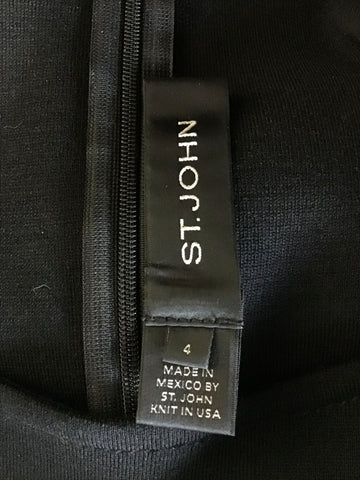 ST. JOHN
4
MADE IN
MEXICO BY
ST. JOHN
KNIT IN USA